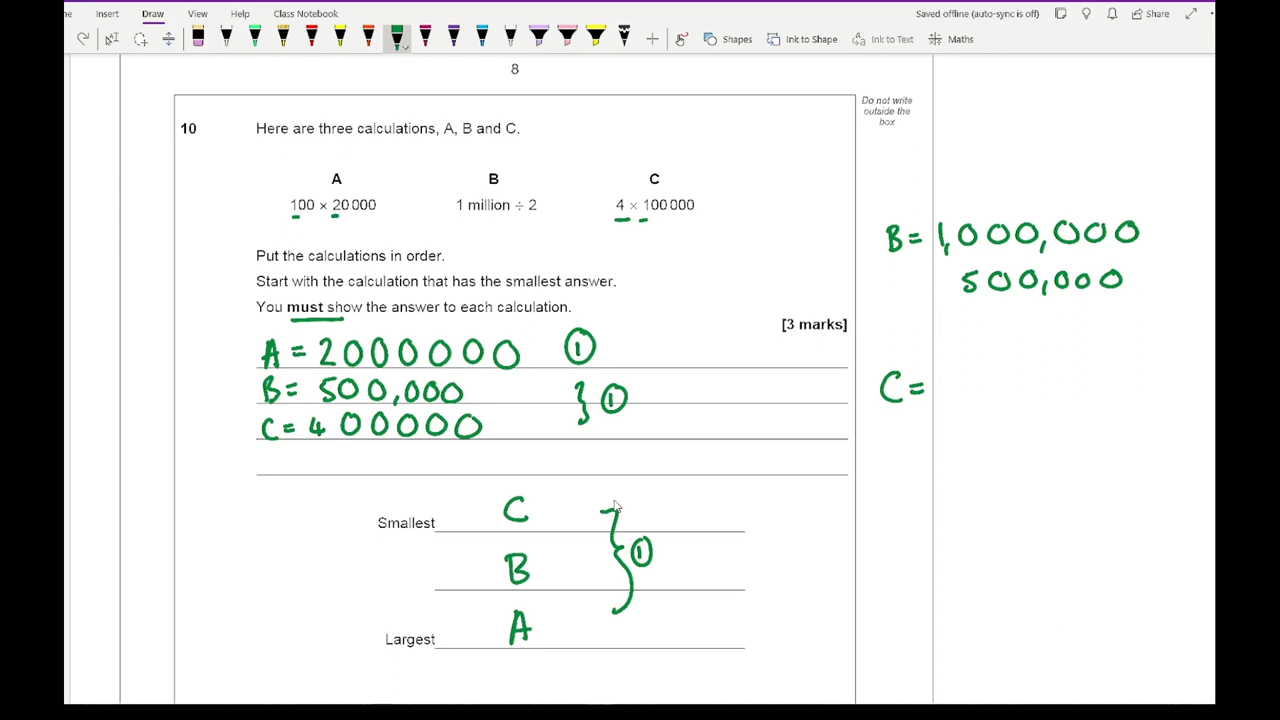 me Insert Draw View Help Class Notebook Saved offline (auto-sync is off) Share
Shapes Ink to Shape Ink to Text Maths
8
Do not write
outside the
box
10 Here are three calculations, A, B and C.
A B C
100 × 20 000 1 million ÷ 2 4 × 100 000
B = 1,000,000
500,000
Put the calculations in order.
Start with the calculation that has the smallest answer.
You must show the answer to each calculation.
[3 marks]
A = 2000000 1
B = 500,000
C = 400000 } 1
C =
Smallest C
B } 1
Largest A